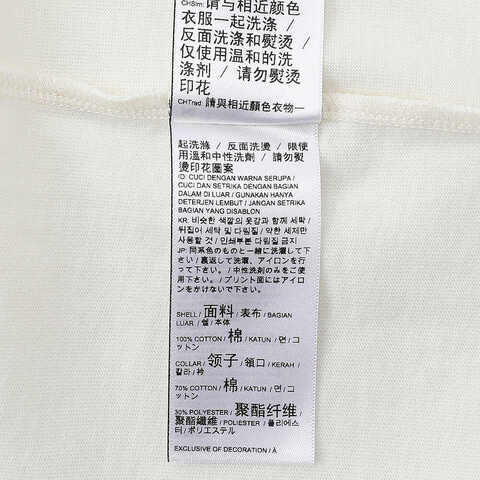 CHSim: 请与相近颜色
衣服一起洗涤 /
反面洗涤和熨烫 /
仅使用温和的洗
涤剂 / 请勿熨烫
印花
CHTrad: 請與相近顏色衣物一
起洗滌 / 反面洗燙 / 限使
用溫和中性洗劑 / 請勿熨
燙印花圖案
ID: CUCI DENGAN WARNA SERUPA /
CUCI DAN SETRIKA DENGAN BAGIAN
DALAM DI LUAR / GUNAKAN HANYA
DETERJEN LEMBUT / JANGAN SETRIKA
BAGIAN YANG DISABLON
KR: 비슷한 색깔의 옷감과 함께 세탁 /
뒤집어 세탁 및 다림질 / 약한 세제만
사용할 것 / 인쇄부분 다림질 금지
JP: 同系色のものと一緒に洗濯して下
さい / 裏返して洗濯、アイロンを行
って下さい。 / 中性洗剤のみをご使
用下さい。 / プリント面にはアイロ
ンをかけないで下さい。
SHELL / 面料 / 表布 / BAGIAN
LUAR / 쉘 / 本体
100% COTTON / 棉 / KATUN / 면 / コ
ットン
COLLAR / 领子 / 領口 / KERAH /
칼라 / 衿
70% COTTON / 棉 / KATUN / 면 / コ
ットン
30% POLYESTER / 聚酯纤维 /
聚酯纖維 / POLIESTER / 폴리에스
터 / ポリエステル
EXCLUSIVE OF DECORATION / À